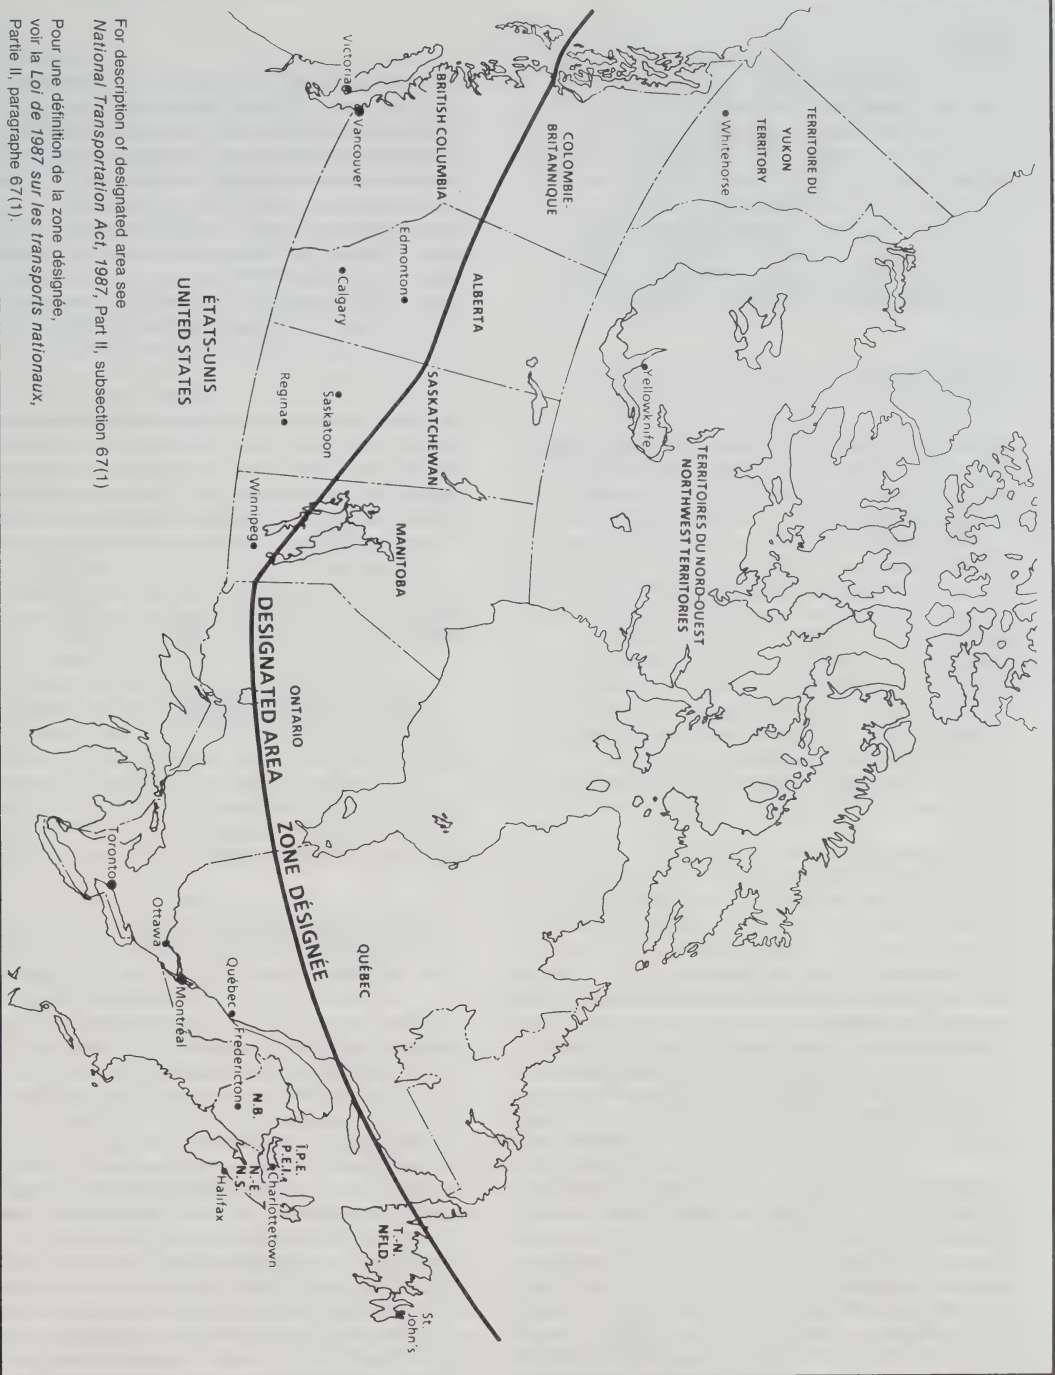 TERRITOIRE DU
YUKON
TERRITORY
Whitehorse
COLOMBIE-
BRITANNIQUE
BRITISH COLUMBIA
Victoria
Vancouver
ALBERTA
Edmonton
Calgary
SASKATCHEWAN
Saskatoon
Regina
Yellowknife
TERRITOIRES DU NORD-OUEST
NORTHWEST TERRITORIES
MANITOBA
Winnipeg
DESIGNATED AREA
ZONE DÉSIGNÉE
ONTARIO
Toronto
Ottawa
QUÉBEC
Montréal
Québec
Fredericton
N.B.
Î.P.E.
P.E.I.
Charlottetown
N.-É
N.S.
Halifax
T.-N.
NFLD.
St.
John's
ÉTATS-UNIS
UNITED STATES
For description of designated area see
National Transportation Act, 1987, Part II, subsection 67(1)
Pour une définition de la zone désignée,
voir la Loi de 1987 sur les transports nationaux,
Partie II, paragraphe 67(1).